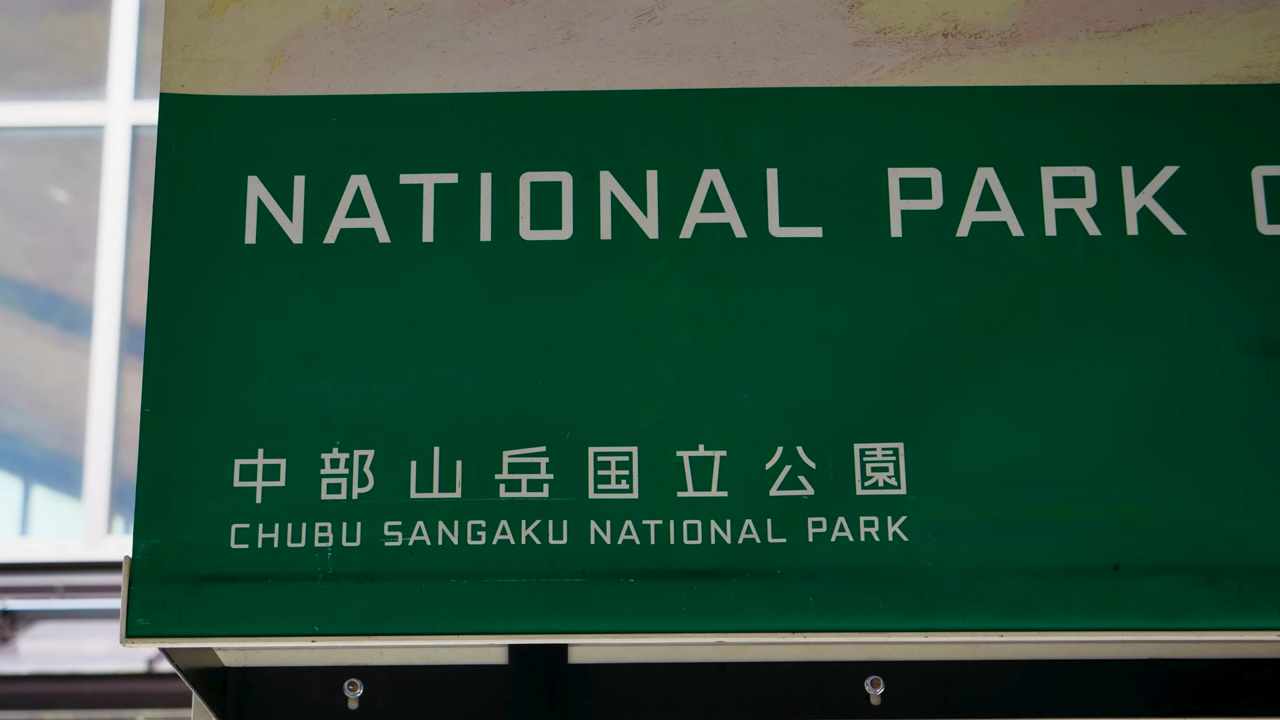 NATIONAL PARK
中部山岳国立公園
CHUBU SANGAKU NATIONAL PARK